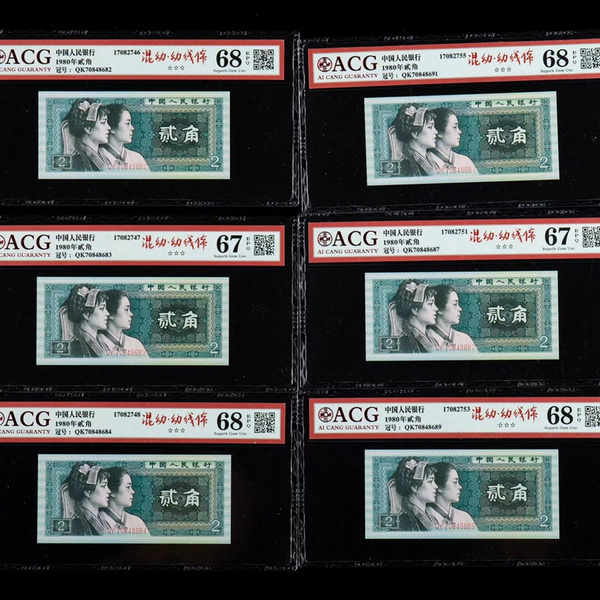 ACG
AI CANG GUARANTY
中国人民银行
1980年贰角
冠号: QK70848682
17082746
混幼·幼线体
☆☆☆
68
EPQ
Superb Gem Unc
中国人民银行
贰角
2
2
QK70848682
ACG
AI CANG GUARANTY
中国人民银行
1980年贰角
冠号: QK70848691
17082755
混幼·幼线体
☆☆☆
68
EPQ
Superb Gem Unc
中国人民银行
贰角
2
2
QK70848691
ACG
AI CANG GUARANTY
中国人民银行
1980年贰角
冠号: QK70848683
17082747
混幼·幼线体
☆☆☆
67
EPQ
Superb Gem Unc
中国人民银行
贰角
2
2
QK70848683
ACG
AI CANG GUARANTY
中国人民银行
1980年贰角
冠号: QK70848687
17082751
混幼·幼线体
☆☆☆
67
EPQ
Superb Gem Unc
中国人民银行
贰角
2
2
QK70848687
ACG
AI CANG GUARANTY
中国人民银行
1980年贰角
冠号: QK70848684
17082748
混幼·幼线体
☆☆☆
68
EPQ
Superb Gem Unc
中国人民银行
贰角
2
2
QK70848684
ACG
AI CANG GUARANTY
中国人民银行
1980年贰角
冠号: QK70848689
17082753
混幼·幼线体
☆☆☆
68
EPQ
Superb Gem Unc
中国人民银行
贰角
2
2
QK70848689